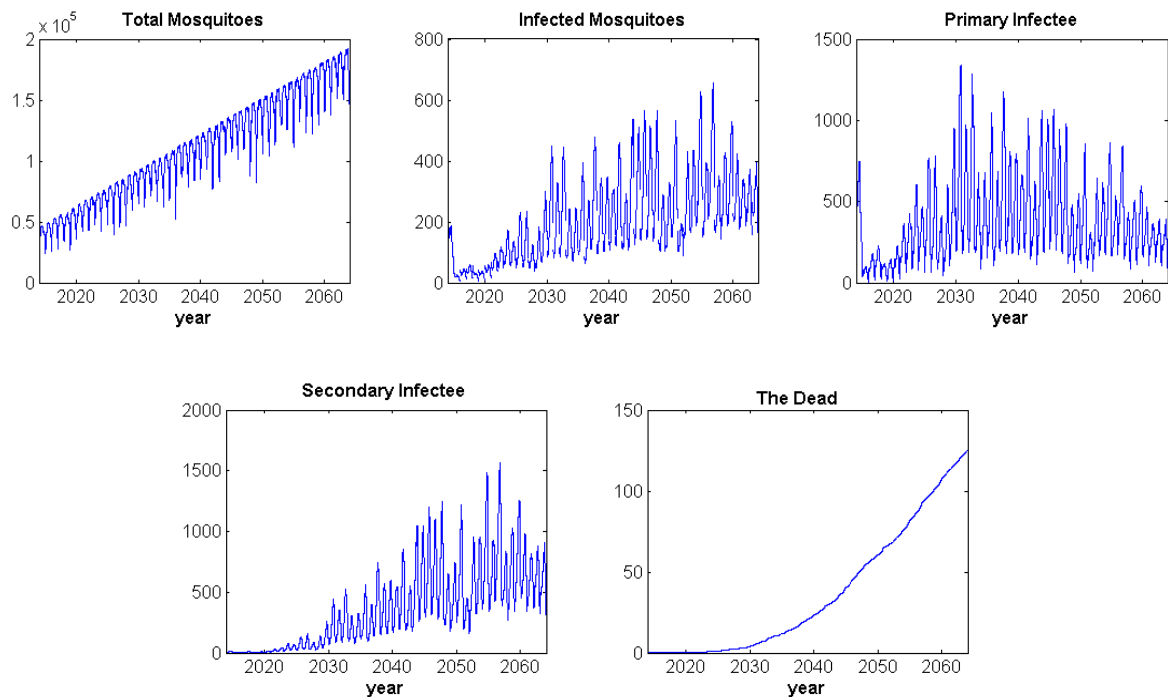 Total Mosquitoes
2 x 10^5
1.5
1
0.5
0
2020 2030 2040 2050 2060
year
Infected Mosquitoes
800
600
400
200
0
2020 2030 2040 2050 2060
year
Primary Infectee
1500
1000
500
0
2020 2030 2040 2050 2060
year
Secondary Infectee
2000
1500
1000
500
0
2020 2030 2040 2050 2060
year
The Dead
150
100
50
0
2020 2030 2040 2050 2060
year